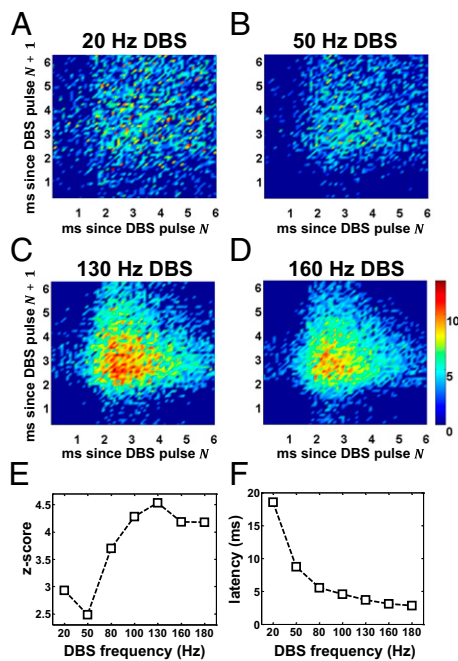 A
20 Hz DBS
B
50 Hz DBS
ms since DBS pulse N + 1
6
5
4
3
2
1
1 2 3 4 5 6
ms since DBS pulse N
6
5
4
3
2
1
1 2 3 4 5 6
ms since DBS pulse N
C
130 Hz DBS
D
160 Hz DBS
ms since DBS pulse N + 1
6
5
4
3
2
1
1 2 3 4 5 6
ms since DBS pulse N
6
5
4
3
2
1
1 2 3 4 5 6
ms since DBS pulse N
10
5
0
E
z-score
4.5
4
3.5
3
2.5
20 50 80 100 130 160 180
DBS frequency (Hz)
F
latency (ms)
20
15
10
5
0
20 50 80 100 130 160 180
DBS frequency (Hz)